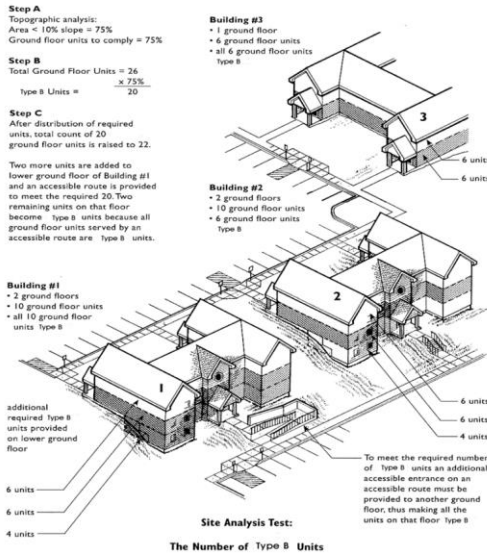 Step A
Topographic analysis:
Area < 10% slope = 75%
Ground floor units to comply = 75%
Step B
Total Ground Floor Units = 26
x 75%
Type B Units = 20
Step C
After distribution of required
units, total count of 20
ground floor units is raised to 22.
Two more units are added to
lower ground floor of Building #1
and an accessible route is provided
to meet the required 20. Two
remaining units on that floor
become Type B units because all
ground floor units served by an
accessible route are Type B units.
Building #3
• 1 ground floor
• 6 ground floor units
• all 6 ground floor units
Type B
3
6 units
6 units
Building #2
• 2 ground floors
• 10 ground floor units
• 6 ground floor units
Type B
2
6 units
6 units
4 units
Building #1
• 2 ground floors
• 10 ground floor units
• all 10 ground floor
units Type B
1
additional
required Type B
units provided
on lower ground
floor
6 units
6 units
4 units
To meet the required number
of Type B units an additional
accessible entrance on an
accessible route must be
provided to another ground
floor, thus making all the
units on that floor Type B
Site Analysis Test:
The Number of Type B Units